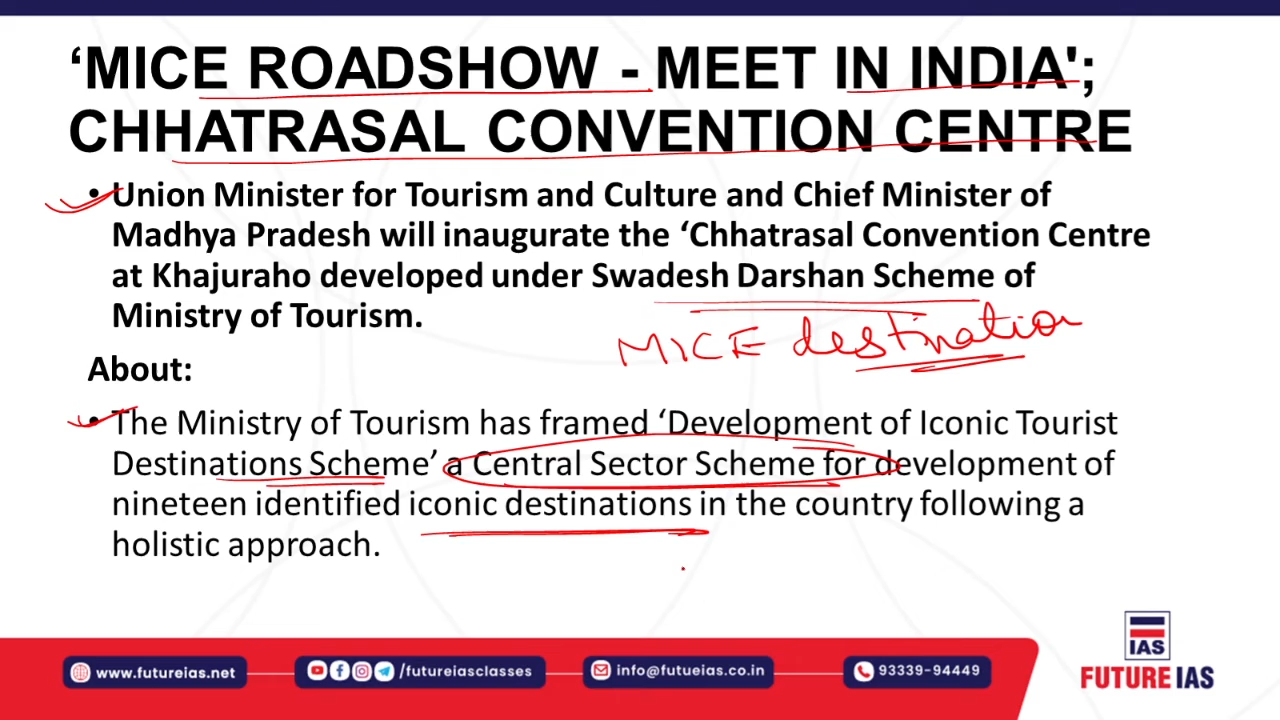 ‘MICE ROADSHOW - MEET IN INDIA';
CHHATRASAL CONVENTION CENTRE
• Union Minister for Tourism and Culture and Chief Minister of
Madhya Pradesh will inaugurate the ‘Chhatrasal Convention Centre
at Khajuraho developed under Swadesh Darshan Scheme of
Ministry of Tourism.
MICE destination
About:
• The Ministry of Tourism has framed ‘Development of Iconic Tourist
Destinations Scheme’ a Central Sector Scheme for development of
nineteen identified iconic destinations in the country following a
holistic approach.
www.futureias.net
/futureiasclasses
info@futueias.co.in
93339-94449
IAS
FUTURE IAS